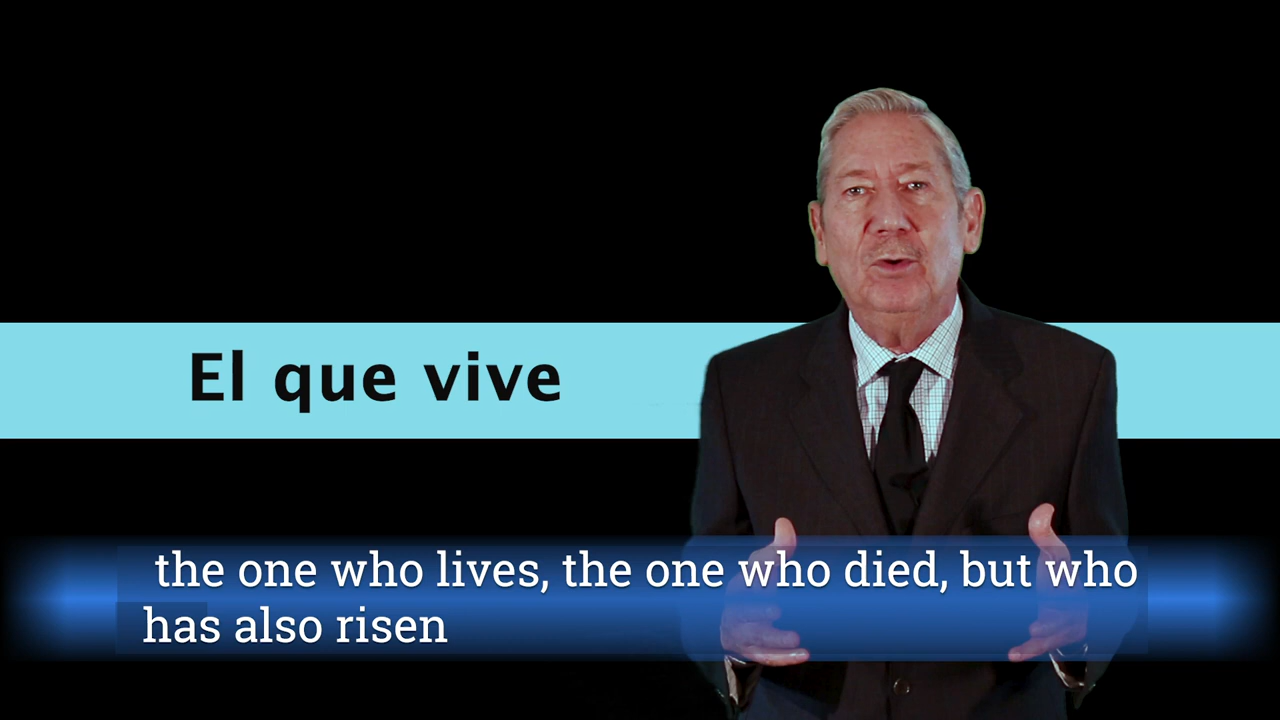 El que vive
the one who lives, the one who died, but who
has also risen